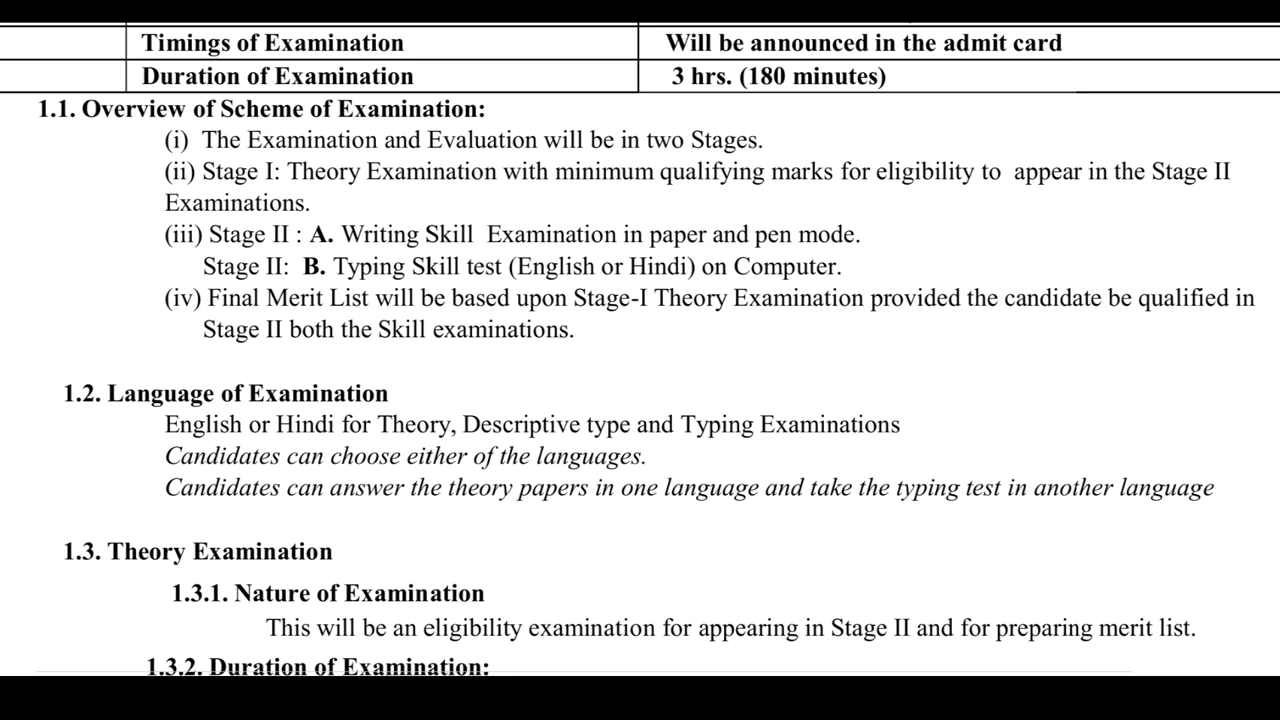 Timings of Examination Will be announced in the admit card
Duration of Examination 3 hrs. (180 minutes)
1.1. Overview of Scheme of Examination:
(i) The Examination and Evaluation will be in two Stages.
(ii) Stage I: Theory Examination with minimum qualifying marks for eligibility to appear in the Stage II
Examinations.
(iii) Stage II : A. Writing Skill Examination in paper and pen mode.
Stage II: B. Typing Skill test (English or Hindi) on Computer.
(iv) Final Merit List will be based upon Stage-I Theory Examination provided the candidate be qualified in
Stage II both the Skill examinations.
1.2. Language of Examination
English or Hindi for Theory, Descriptive type and Typing Examinations
Candidates can choose either of the languages.
Candidates can answer the theory papers in one language and take the typing test in another language
1.3. Theory Examination
1.3.1. Nature of Examination
This will be an eligibility examination for appearing in Stage II and for preparing merit list.
1.3.2. Duration of Examination: